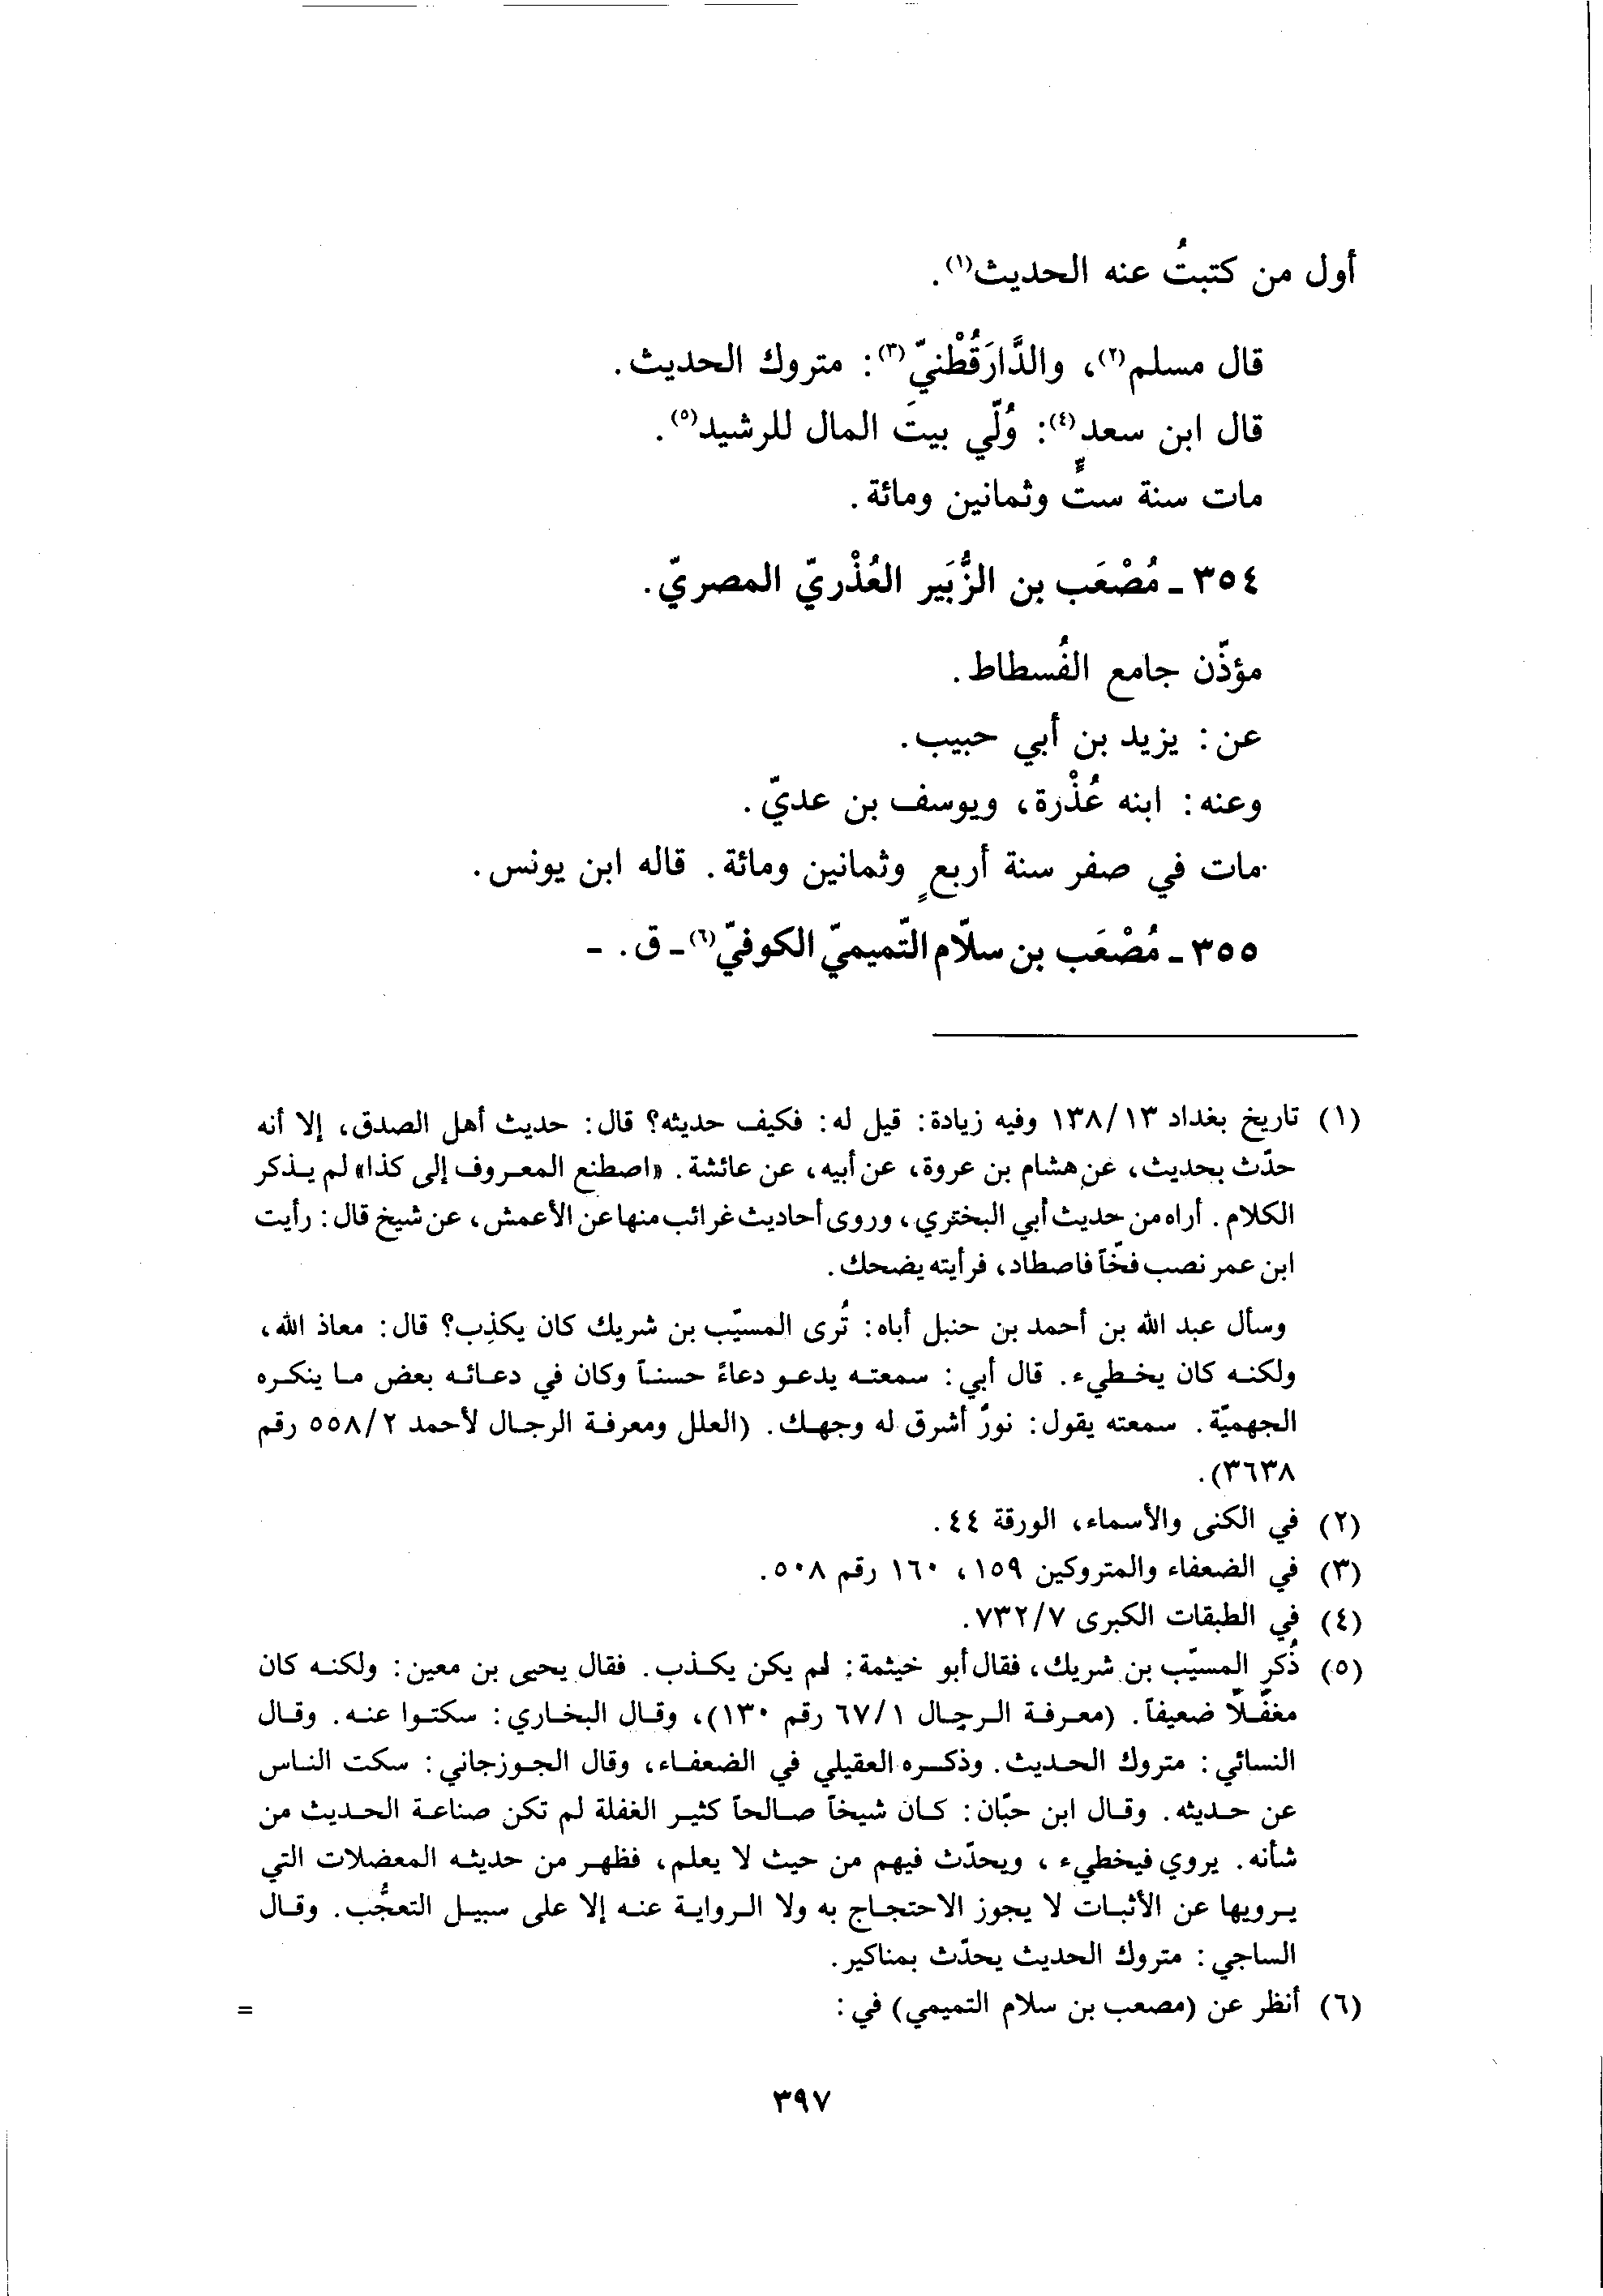 أول من كتبتُ عنه الحديث(١).
قال مسلم(٢)، والدَّارَقُطْنيّ(٣): متروك الحديث.
قال ابن سعد(٤): وُلّي بيتَ المال للرشيد(٥).
مات سنة ستٍّ وثمانين ومائة.
٣٥٤ ـ مُصْعَب بن الزُّبَير العُذْريّ المصريّ.
مؤذّن جامع الفُسطاط.
عن: يزيد بن أبي حبيب.
وعنه: ابنه عُذْرة، ويوسف بن عديّ.
مات في صفر سنة أربعٍ وثمانين ومائة. قاله ابن يونس.
٣٥٥ ـ مُصْعَب بن سلّام التّميميّ الكوفيّ(٦) ـ ق. ـ
(١) تاريخ بغداد ١٣٨/١٣ وفيه زيادة: قيل له: فكيف حديثه؟ قال: حديث أهل الصدق، إلا أنه
حدّث بحديث، عن هشام بن عروة، عن أبيه، عن عائشة. «اصطنع المعروف إلى كذا» لم يذكر
الكلام. أراه من حديث أبي البختري، وروى أحاديث غرائب منها عن الأعمش، عن شيخ قال: رأيت
ابن عمر نصب فخّاً فاصطاد، فرأيته يضحك.
وسأل عبد الله بن أحمد بن حنبل أباه: تُرى المسيّب بن شريك كان يكذِب؟ قال: معاذ الله،
ولكنه كان يخطيء. قال أبي: سمعته يدعو دعاءً حسناً وكان في دعائه بعض ما ينكره
الجهميّة. سمعته يقول: نورٌ أشرق له وجهك. (العلل ومعرفة الرجال لأحمد ٥٥٨/٢ رقم
٣٦٣٨).
(٢) في الكنى والأسماء، الورقة ٤٤.
(٣) في الضعفاء والمتروكين ١٥٩، ١٦٠ رقم ٥٠٨.
(٤) في الطبقات الكبرى ٧٣٢/٧.
(٥) ذُكر المسيّب بن شريك، فقال أبو خيثمة: لم يكن يكذب. فقال يحيى بن معين: ولكنه كان
مغفّلاً ضعيفاً. (معرفة الرجال ٦٧/١ رقم ١٣٠)، وقال البخاري: سكتوا عنه. وقال
النسائي: متروك الحديث. وذكره العقيلي في الضعفاء، وقال الجوزجاني: سكت الناس
عن حديثه. وقال ابن حبّان: كان شيخاً صالحاً كثير الغفلة لم تكن صناعة الحديث من
شأنه. يروي فيخطيء، ويحدّث فيهم من حيث لا يعلم، فظهر من حديثه المعضلات التي
يرويها عن الأثبات لا يجوز الاحتجاج به ولا الرواية عنه إلا على سبيل التعجُّب. وقال
الساجي: متروك الحديث يحدّث بمناكير.
(٦) أنظر عن (مصعب بن سلام التميمي) في: =
٣٩٧